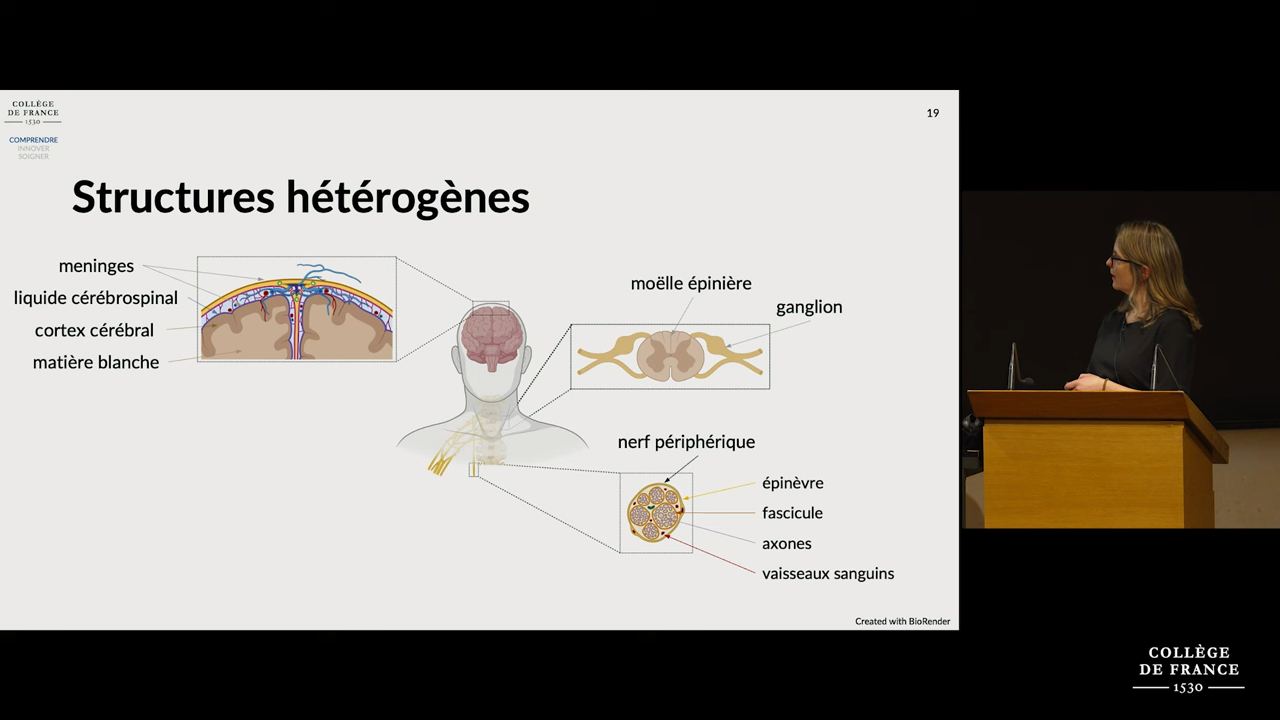 COLLÈGE
DE FRANCE
1530
COMPRENDRE
INNOVER
SOIGNER
19
Structures hétérogènes
meninges
liquide cérébrospinal
cortex cérébral
matière blanche
moëlle épinière
ganglion
nerf périphérique
épinèvre
fascicule
axones
vaisseaux sanguins
Created with BioRender
COLLÈGE
DE FRANCE
1530